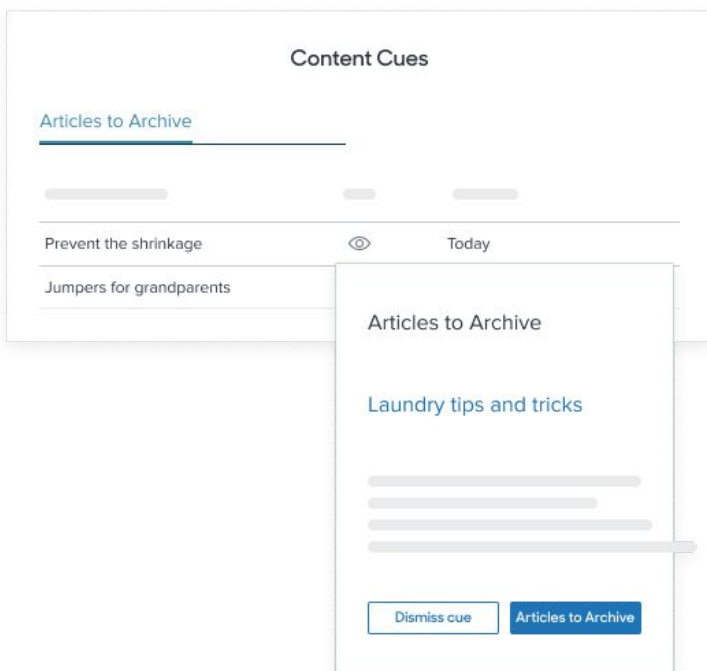 Content Cues
Articles to Archive
Prevent the shrinkage Today
Jumpers for grandparents
Articles to Archive
Laundry tips and tricks
Dismiss cue Articles to Archive